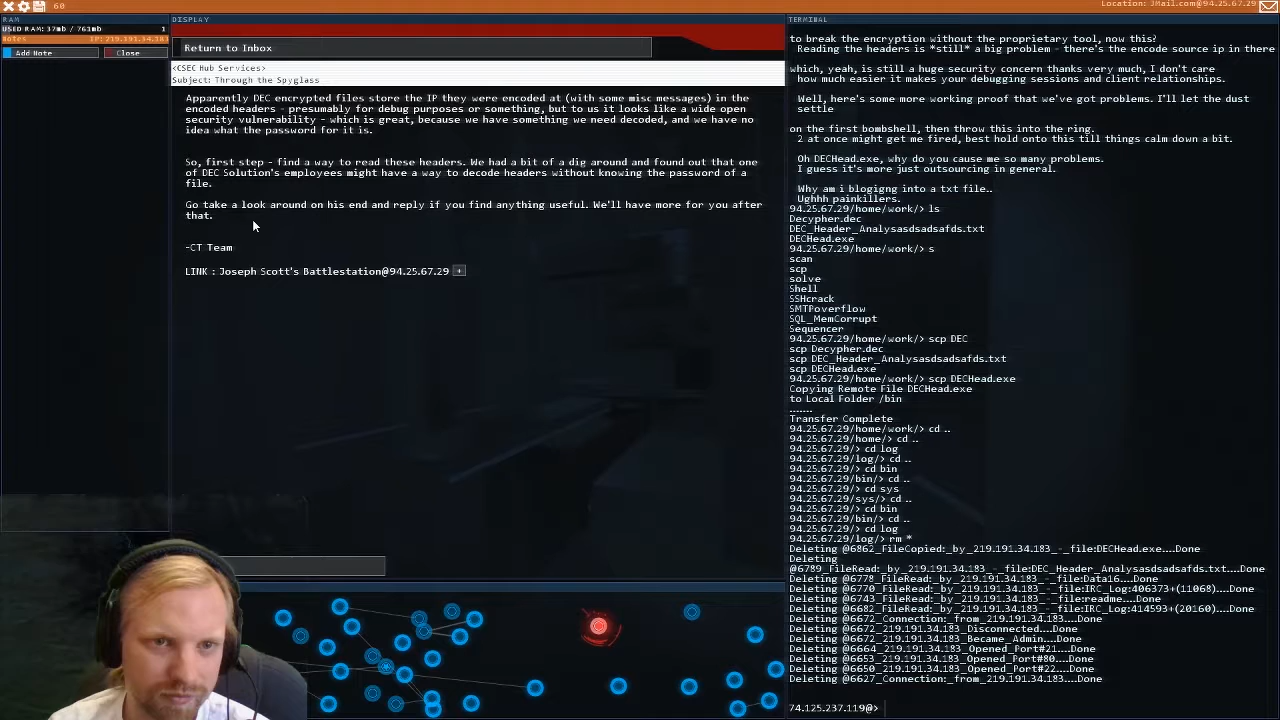 60
Location: JMail.com@94.25.67.29
RAM
USED RAM: 37mb / 761mb
1
notes
IP:219.191.34.183
Add Note
Close
DISPLAY
Return to Inbox
<CSEC Hub Services>
Subject: Through the Spyglass
Apparently DEC encrypted files store the IP they were encoded at (with some misc messages) in the
encoded headers - presumably for debug purposes or something, but to us it looks like a wide open
security vulnerability - which is great, because we have something we need decoded, and we have no
idea what the password for it is.
So, first step - find a way to read these headers. We had a bit of a dig around and found out that one
of DEC Solution's employees might have a way to decode headers without knowing the password of a
file.
Go take a look around on his end and reply if you find anything useful. We'll have more for you after
that.
-CT Team
LINK : Joseph Scott's Battlestation@94.25.67.29 +
TERMINAL
to break the encryption without the proprietary tool, now this?
Reading the headers is *still* a big problem - there's the encode source ip in there
which, yeah, is still a huge security concern thanks very much, I don't care
how much easier it makes your debugging sessions and client relationships.
Well, here's some more working proof that we've got problems. I'll let the dust
settle
on the first bombshell, then throw this into the ring.
2 at once might get me fired, best hold onto this till things calm down a bit.
Oh DECHead.exe, why do you cause me so many problems.
I guess it's more just outsourcing in general.
Why am i blogigng into a txt file..
Ughhh painkillers.
94.25.67.29/home/work/> ls
Decypher.dec
DEC_Header_Analysasdsadsafds.txt
DECHead.exe
94.25.67.29/home/work/> s
scan
scp
solve
Shell
SSHcrack
SMTPoverflow
SQL_MemCorrupt
Sequencer
94.25.67.29/home/work/> scp DEC
scp Decypher.dec
scp DEC_Header_Analysasdsadsafds.txt
scp DECHead.exe
94.25.67.29/home/work/> scp DECHead.exe
Copying Remote File DECHead.exe
to Local Folder /bin
.......
Transfer Complete
94.25.67.29/home/work/> cd ..
94.25.67.29/home/> cd ..
94.25.67.29/> cd log
94.25.67.29/log/> cd ..
94.25.67.29/> cd bin
94.25.67.29/bin/> cd ..
94.25.67.29/> cd sys
94.25.67.29/sys/> cd ..
94.25.67.29/> cd bin
94.25.67.29/bin/> cd ..
94.25.67.29/> cd log
94.25.67.29/log/> rm *
Deleting @6862_FileCopied:_by_219.191.34.183_-_file:DECHead.exe....Done
Deleting
@6789_FileRead:_by_219.191.34.183_-_file:DEC_Header_Analysasdsadsafds.txt....Done
Deleting @6778_FileRead:_by_219.191.34.183_-_file:Data16....Done
Deleting @6770_FileRead:_by_219.191.34.183_-_file:IRC_Log:406373+(11068)....Done
Deleting @6743_FileRead:_by_219.191.34.183_-_file:readme....Done
Deleting @6682_FileRead:_by_219.191.34.183_-_file:IRC_Log:414593+(20160)....Done
Deleting @6672_Connection:_from_219.191.34.183....Done
Deleting @6672_219.191.34.183_Disconnected....Done
Deleting @6672_219.191.34.183_Became_Admin....Done
Deleting @6664_219.191.34.183_Opened_Port#21....Done
Deleting @6653_219.191.34.183_Opened_Port#80....Done
Deleting @6650_219.191.34.183_Opened_Port#22....Done
Deleting @6627_Connection:_from_219.191.34.183....Done
74.125.237.119@>